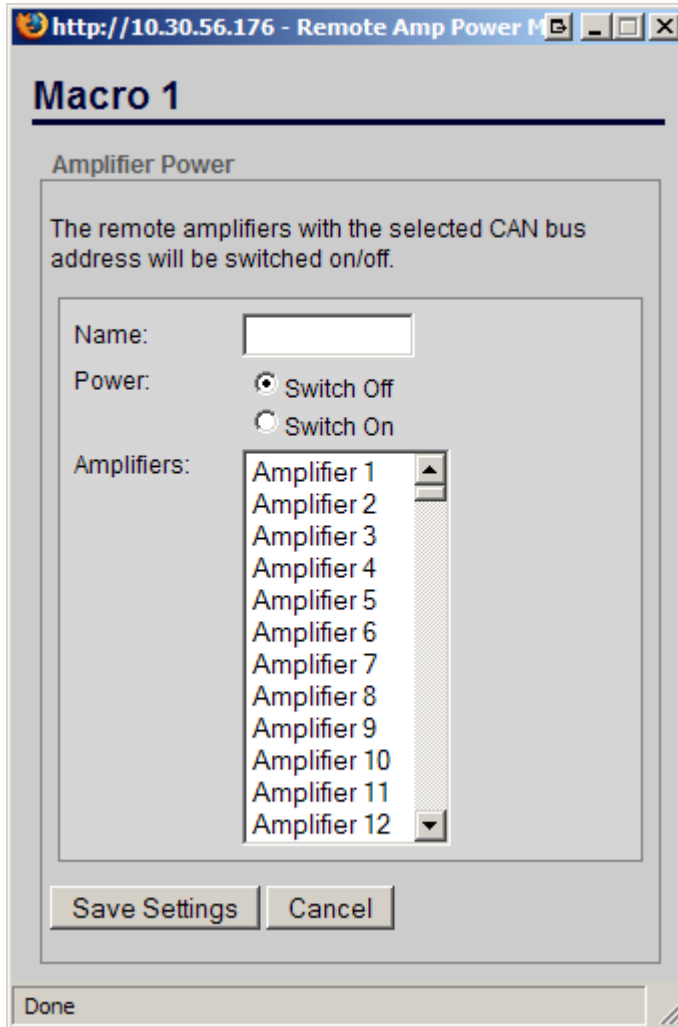 http://10.30.56.176 - Remote Amp Power M
Macro 1
Amplifier Power
The remote amplifiers with the selected CAN bus
address will be switched on/off.
Name:
Power:
Switch Off
Switch On
Amplifiers:
Amplifier 1
Amplifier 2
Amplifier 3
Amplifier 4
Amplifier 5
Amplifier 6
Amplifier 7
Amplifier 8
Amplifier 9
Amplifier 10
Amplifier 11
Amplifier 12
Save Settings
Cancel
Done